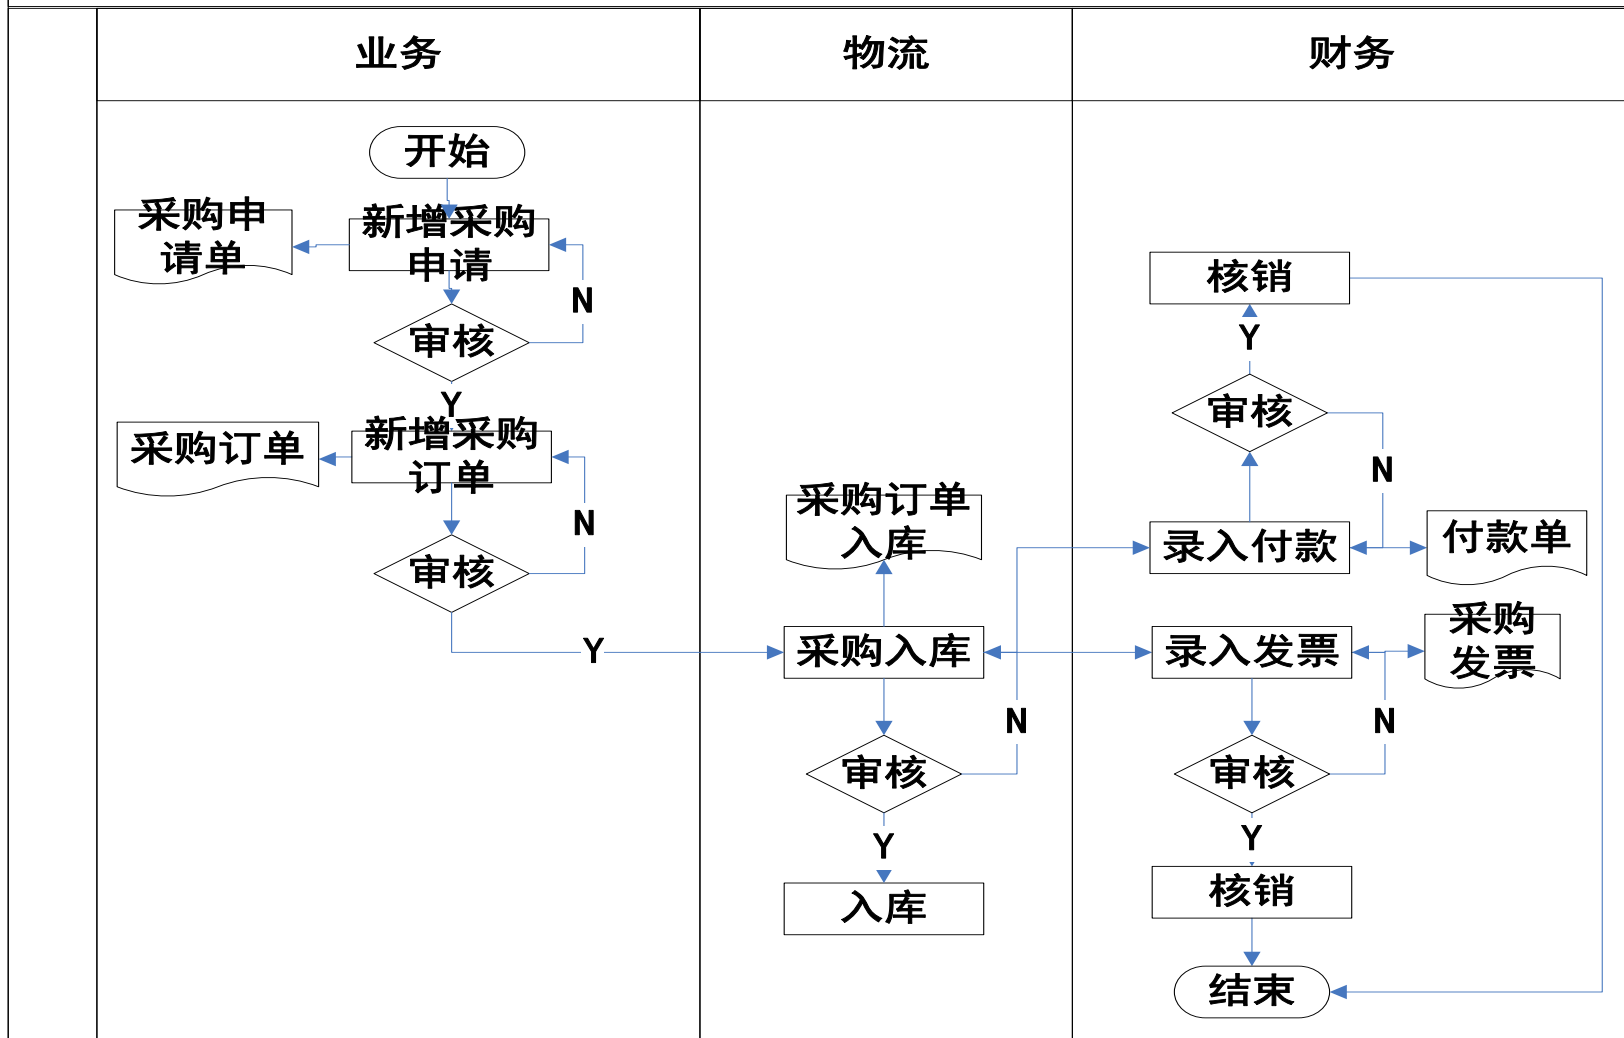 业务
物流
财务
开始
采购申
请单
新增采购
申请
N
审核
Y
采购订单
新增采购
订单
N
审核
Y
采购订单
入库
采购入库
N
审核
Y
入库
核销
Y
审核
N
录入付款
付款单
录入发票
采购
发票
N
审核
Y
核销
结束